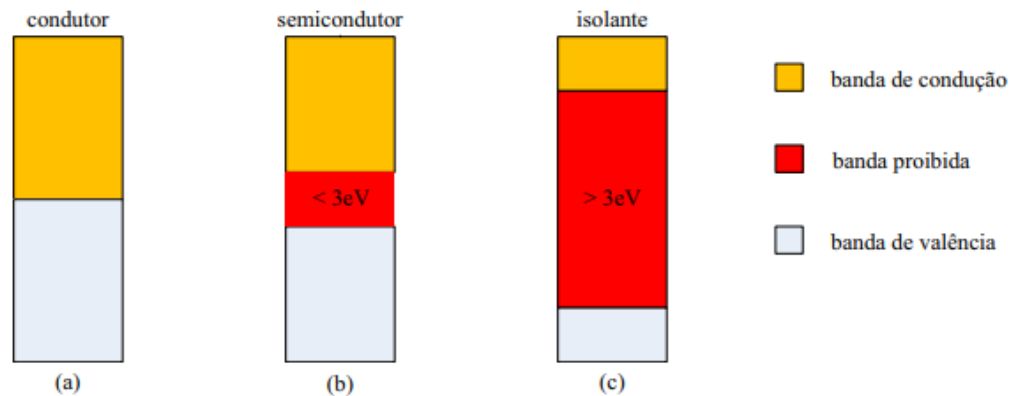 condutor
semicondutor
isolante
banda de condução
banda proibida
< 3eV
> 3eV
banda de valência
(a)
(b)
(c)